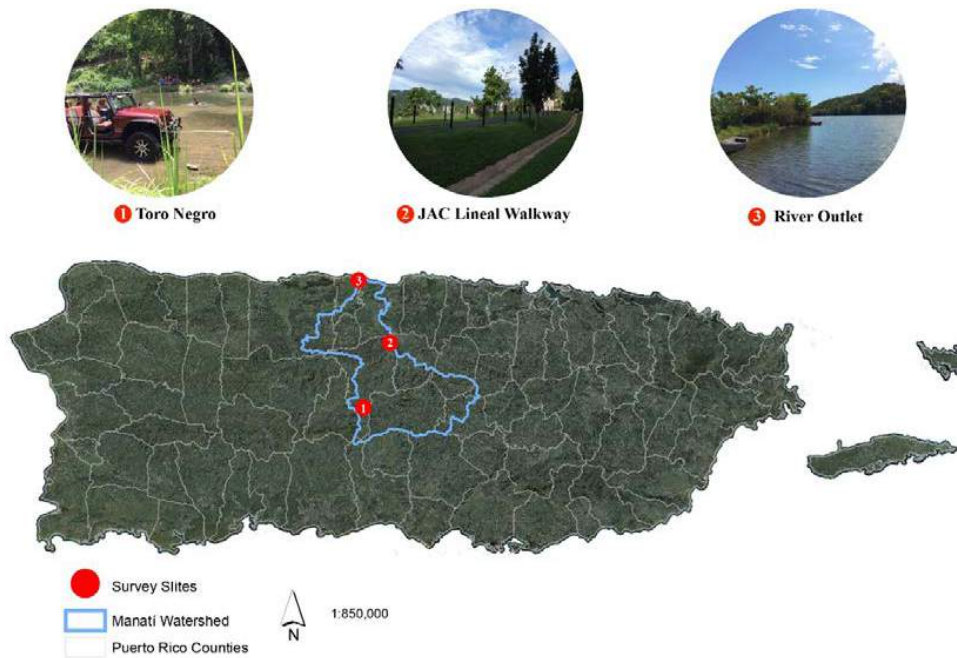 1 Toro Negro
2 JAC Lineal Walkway
3 River Outlet
3
2
1
Survey Slites
Manatí Watershed
Puerto Rico Counties
N
1:850,000